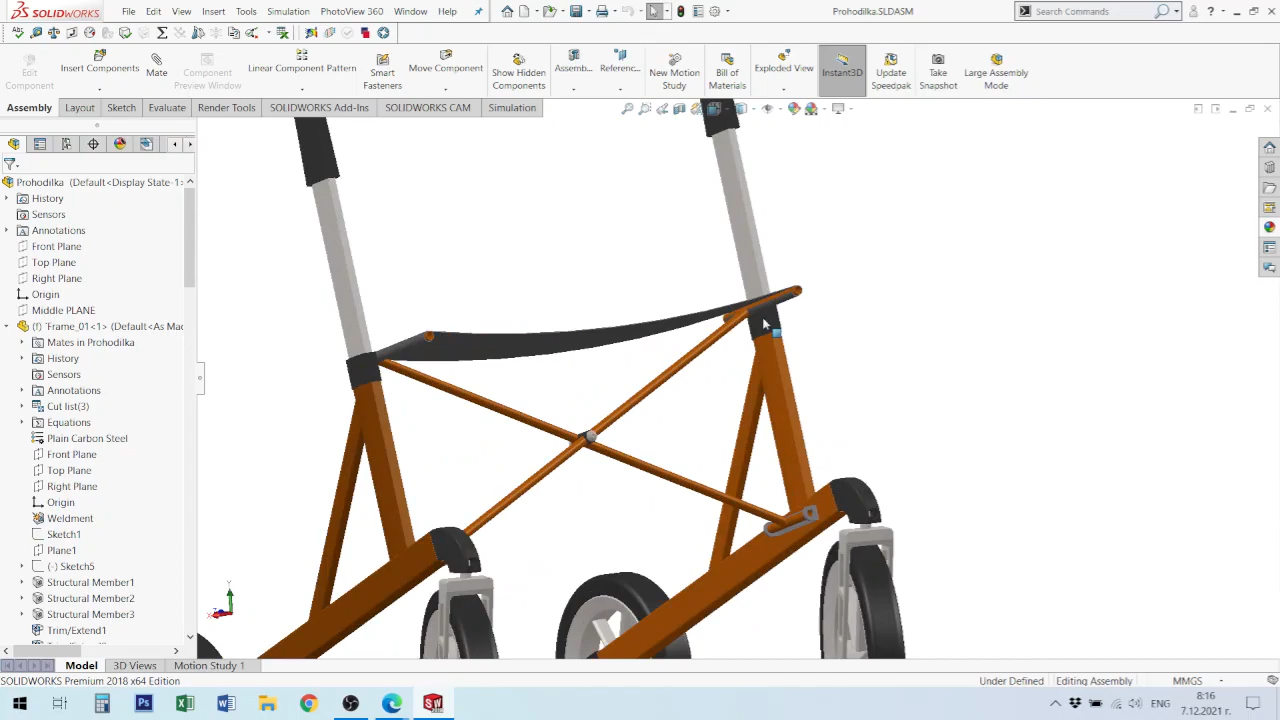 SOLIDWORKS
File
Edit
View
Insert
Tools
Simulation
PhotoView 360
Window
Help
Prohodilka.SLDASM
Search Commands
Edit Component
Insert Components
Mate
Component Preview Window
Linear Component Pattern
Smart Fasteners
Move Component
Show Hidden Components
Assemb...
Referenc...
New Motion Study
Bill of Materials
Exploded View
Instant3D
Update Speedpak
Take Snapshot
Large Assembly Mode
Assembly
Layout
Sketch
Evaluate
Render Tools
SOLIDWORKS Add-Ins
SOLIDWORKS CAM
Simulation
Prohodilka (Default<Display State-1>
History
Sensors
Annotations
Front Plane
Top Plane
Right Plane
Origin
Middle PLANE
(f) Frame_01<1> (Default<As Mac
Mates in Prohodilka
History
Sensors
Annotations
Cut list(3)
Equations
Plain Carbon Steel
Front Plane
Top Plane
Right Plane
Origin
Weldment
Sketch1
Plane1
(-) Sketch5
Structural Member1
Structural Member2
Structural Member3
Trim/Extend1
Y
X
Model
3D Views
Motion Study 1
SOLIDWORKS Premium 2018 x64 Edition
Under Defined
Editing Assembly
MMGS
ЕНГ
8:16
7.12.2021 г.